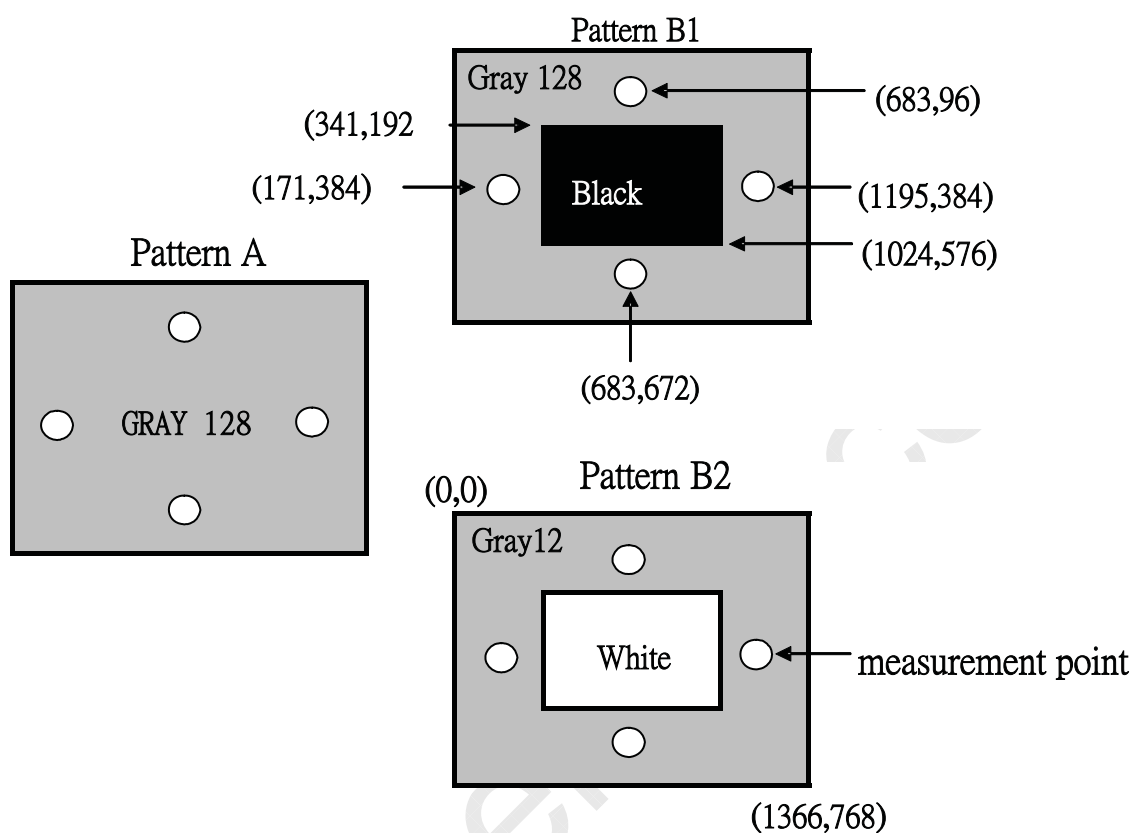 Pattern B1
Gray 128
(683,96)
(341,192
(171,384)
Black
(1195,384)
(1024,576)
(683,672)
Pattern A
GRAY 128
Pattern B2
(0,0)
Gray12
White
measurement point
(1366,768)